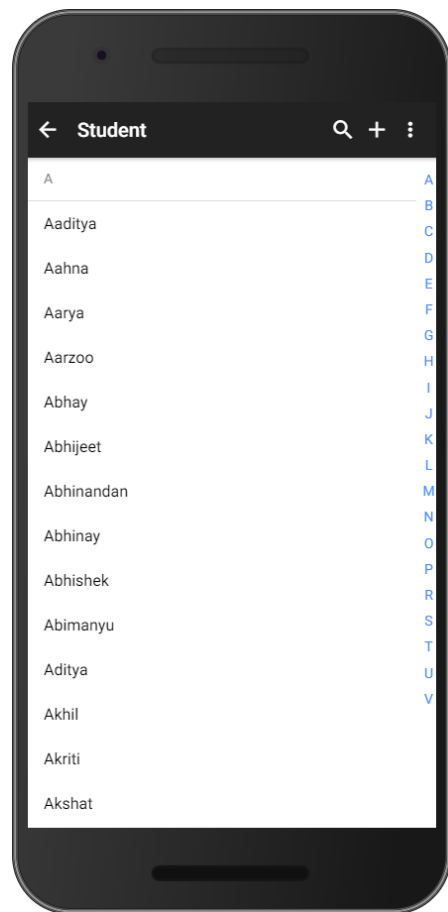 Student
A
Aaditya
Aahna
Aarya
Aarzoo
Abhay
Abhijeet
Abhinandan
Abhinay
Abhishek
Abimanyu
Aditya
Akhil
Akriti
Akshat
A
B
C
D
E
F
G
H
I
J
K
L
M
N
O
P
R
S
T
U
V